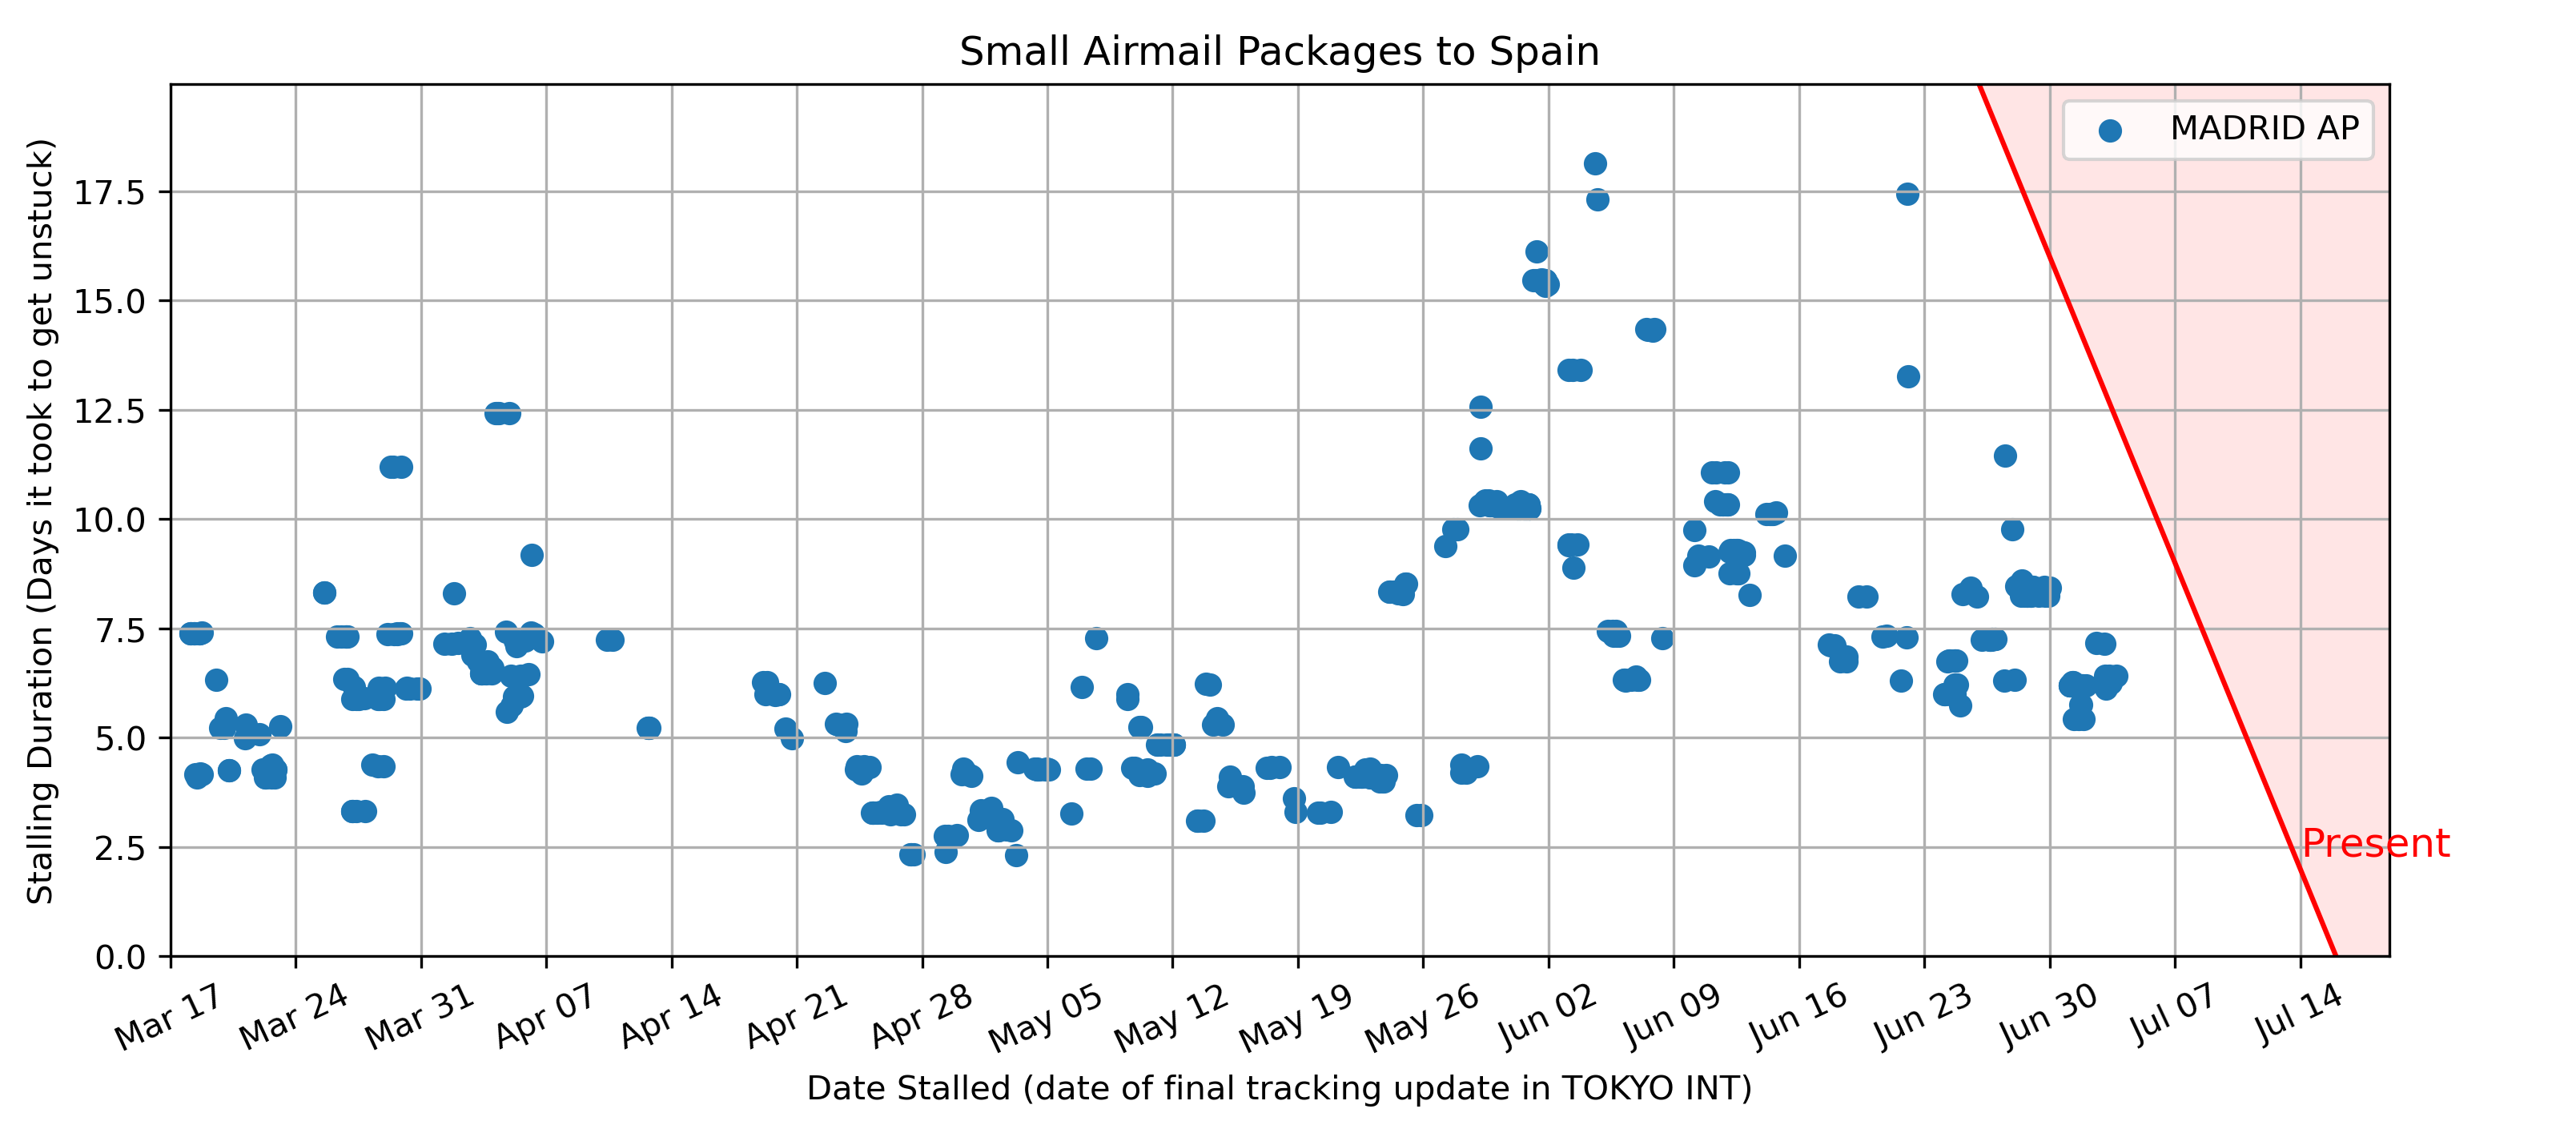 Small Airmail Packages to Spain
MADRID AP
Stalling Duration (Days it took to get unstuck)
17.5
15.0
12.5
10.0
7.5
5.0
2.5
0.0
Present
Mar 17
Mar 24
Mar 31
Apr 07
Apr 14
Apr 21
Apr 28
May 05
May 12
May 19
May 26
Jun 02
Jun 09
Jun 16
Jun 23
Jun 30
Jul 07
Jul 14
Date Stalled (date of final tracking update in TOKYO INT)